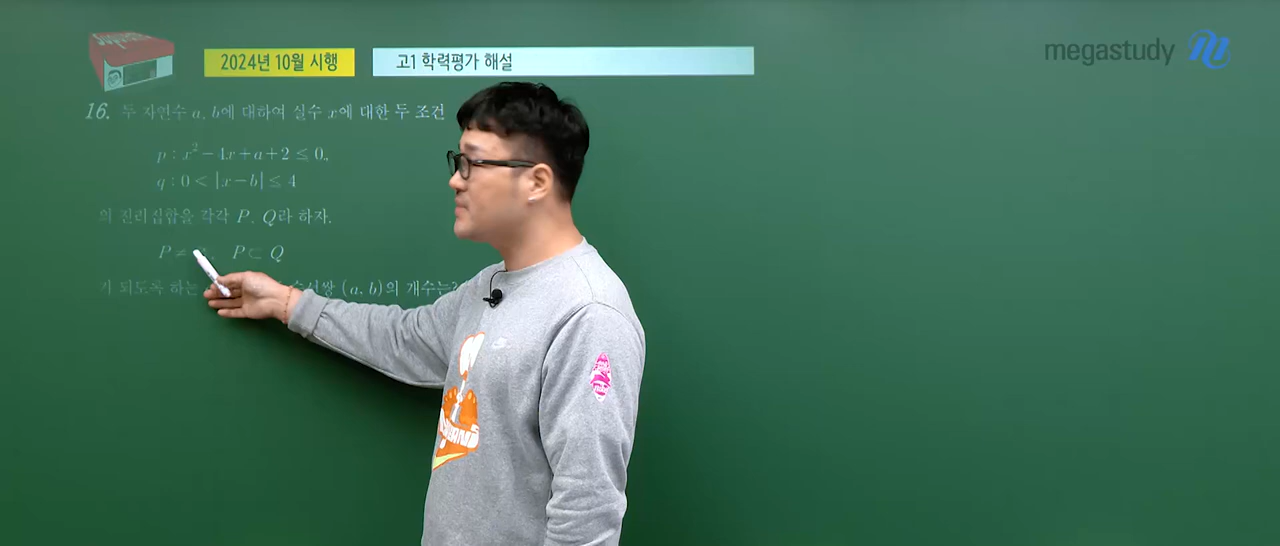 megastudy
2024년 10월 시행
고1 학력평가 해설
16. 두 자연수 a, b에 대하여 실수 x에 대한 두 조건
p : x²−4x+a+2 ≤ 0,
q : 0 < |x−b| ≤ 4
의 진리집합을 각각 P, Q라 하자.
P ≠ P ⊂ Q
가 되도록 하는 (a, b)의 개수는?